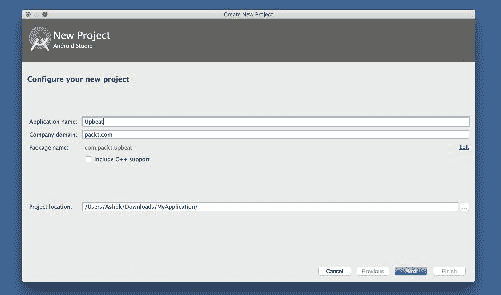 Create New Project
New Project
Android Studio
Configure your new project
Application name: Upbeat
Company domain: packt.com
Package name: com.packt.upbeat Edit
Include C++ support
Project location: /Users/Ashok/Downloads/MyApplication/ ...
Cancel Previous Next Finish